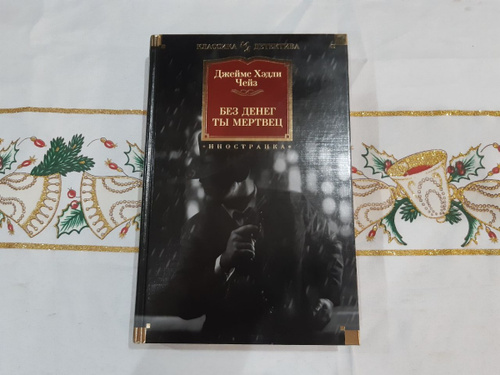 КЛАССИКА ДЕТЕКТИВА
Джеймс Хэдли
Чейз
БЕЗ ДЕНЕГ
ТЫ МЕРТВЕЦ
ИНОСТРАНКА